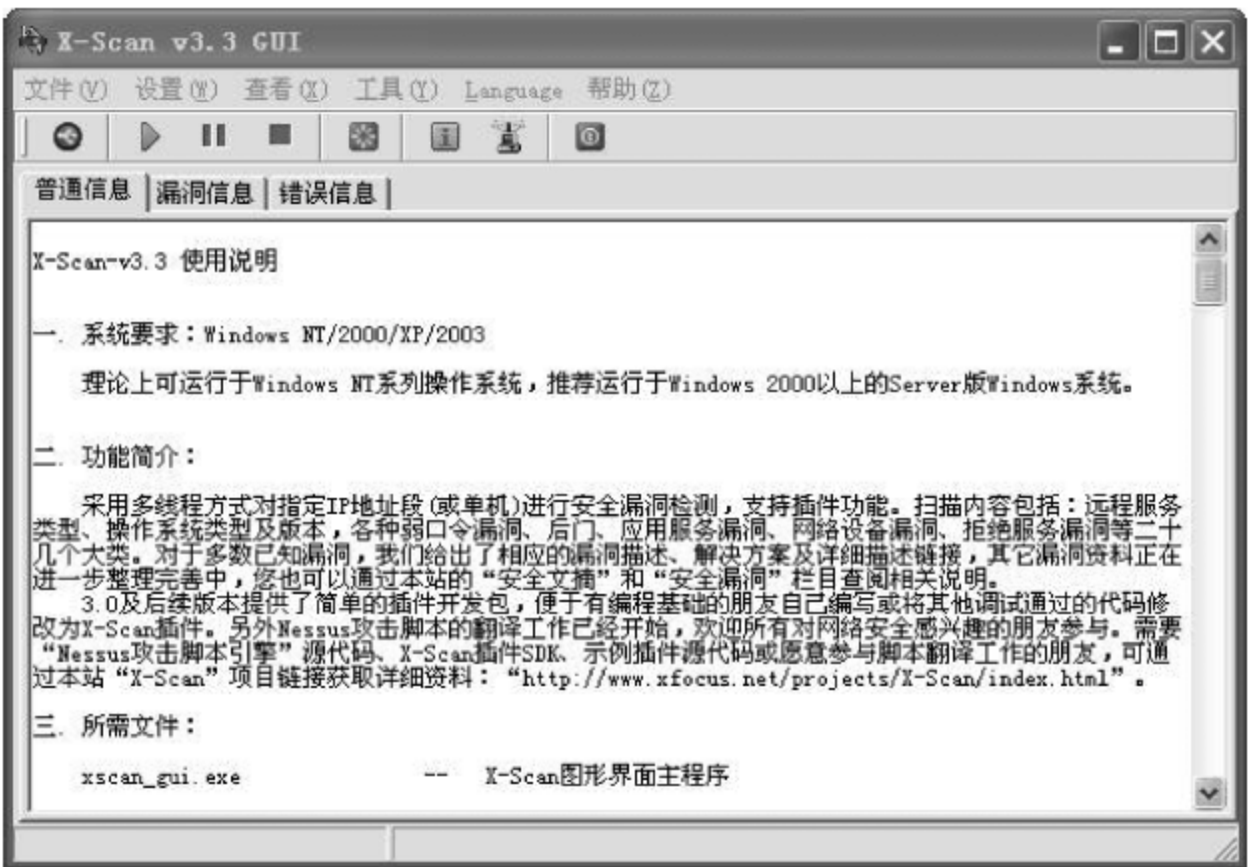 X-Scan v3.3 GUI
文件(V) 设置(W) 查看(X) 工具(Y) Language 帮助(Z)
普通信息 漏洞信息 错误信息
X-Scan-v3.3 使用说明
一. 系统要求：Windows NT/2000/XP/2003
理论上可运行于Windows NT系列操作系统，推荐运行于Windows 2000以上的Server版Windows系统。
二. 功能简介：
采用多线程方式对指定IP地址段(或单机)进行安全漏洞检测，支持插件功能。扫描内容包括：远程服务
类型、操作系统类型及版本，各种弱口令漏洞、后门、应用服务漏洞、网络设备漏洞、拒绝服务漏洞等二十
几个大类。对于多数已知漏洞，我们给出了相应的漏洞描述、解决方案及详细描述链接，其它漏洞资料正在
进一步整理完善中，您也可以通过本站的“安全文摘”和“安全漏洞”栏目查阅相关说明。
3.0及后续版本提供了简单的插件开发包，便于有编程基础的朋友自己编写或将其他调试通过的代码修
改为X-Scan插件。另外Nessus攻击脚本的翻译工作已经开始，欢迎所有对网络安全感兴趣的朋友参与。需要
“Nessus攻击脚本引擎”源代码、X-Scan插件SDK、示例插件源代码或愿意参与脚本翻译工作的朋友，可通
过本站“X-Scan”项目链接获取详细资料：“http://www.xfocus.net/projects/X-Scan/index.html”。
三. 所需文件：
xscan_gui.exe -- X-Scan图形界面主程序